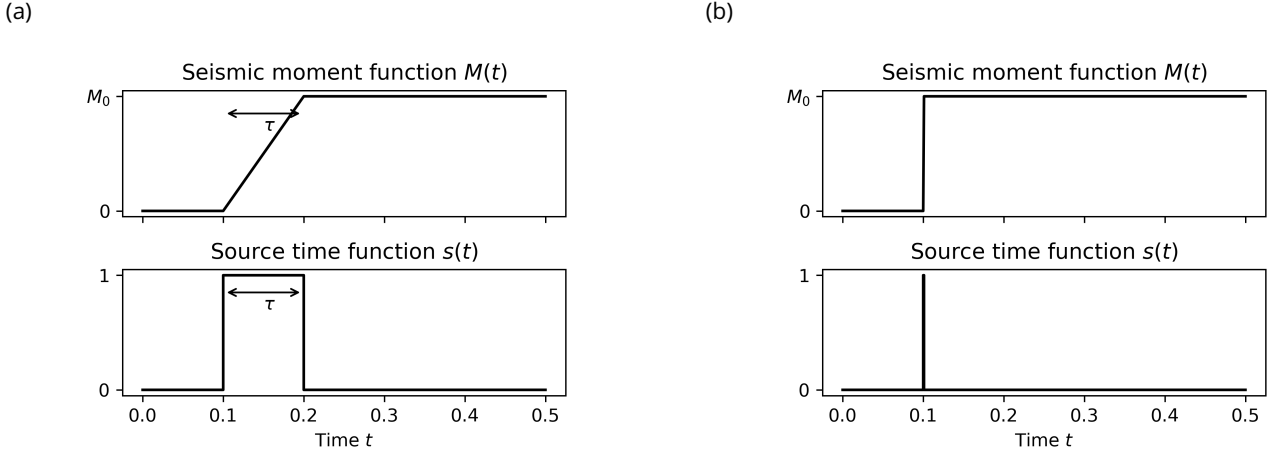 (a)
Seismic moment function M(t)
M₀
τ
0
Source time function s(t)
1
τ
0
0.0 0.1 0.2 0.3 0.4 0.5
Time t
(b)
Seismic moment function M(t)
M₀
0
Source time function s(t)
1
0
0.0 0.1 0.2 0.3 0.4 0.5
Time t